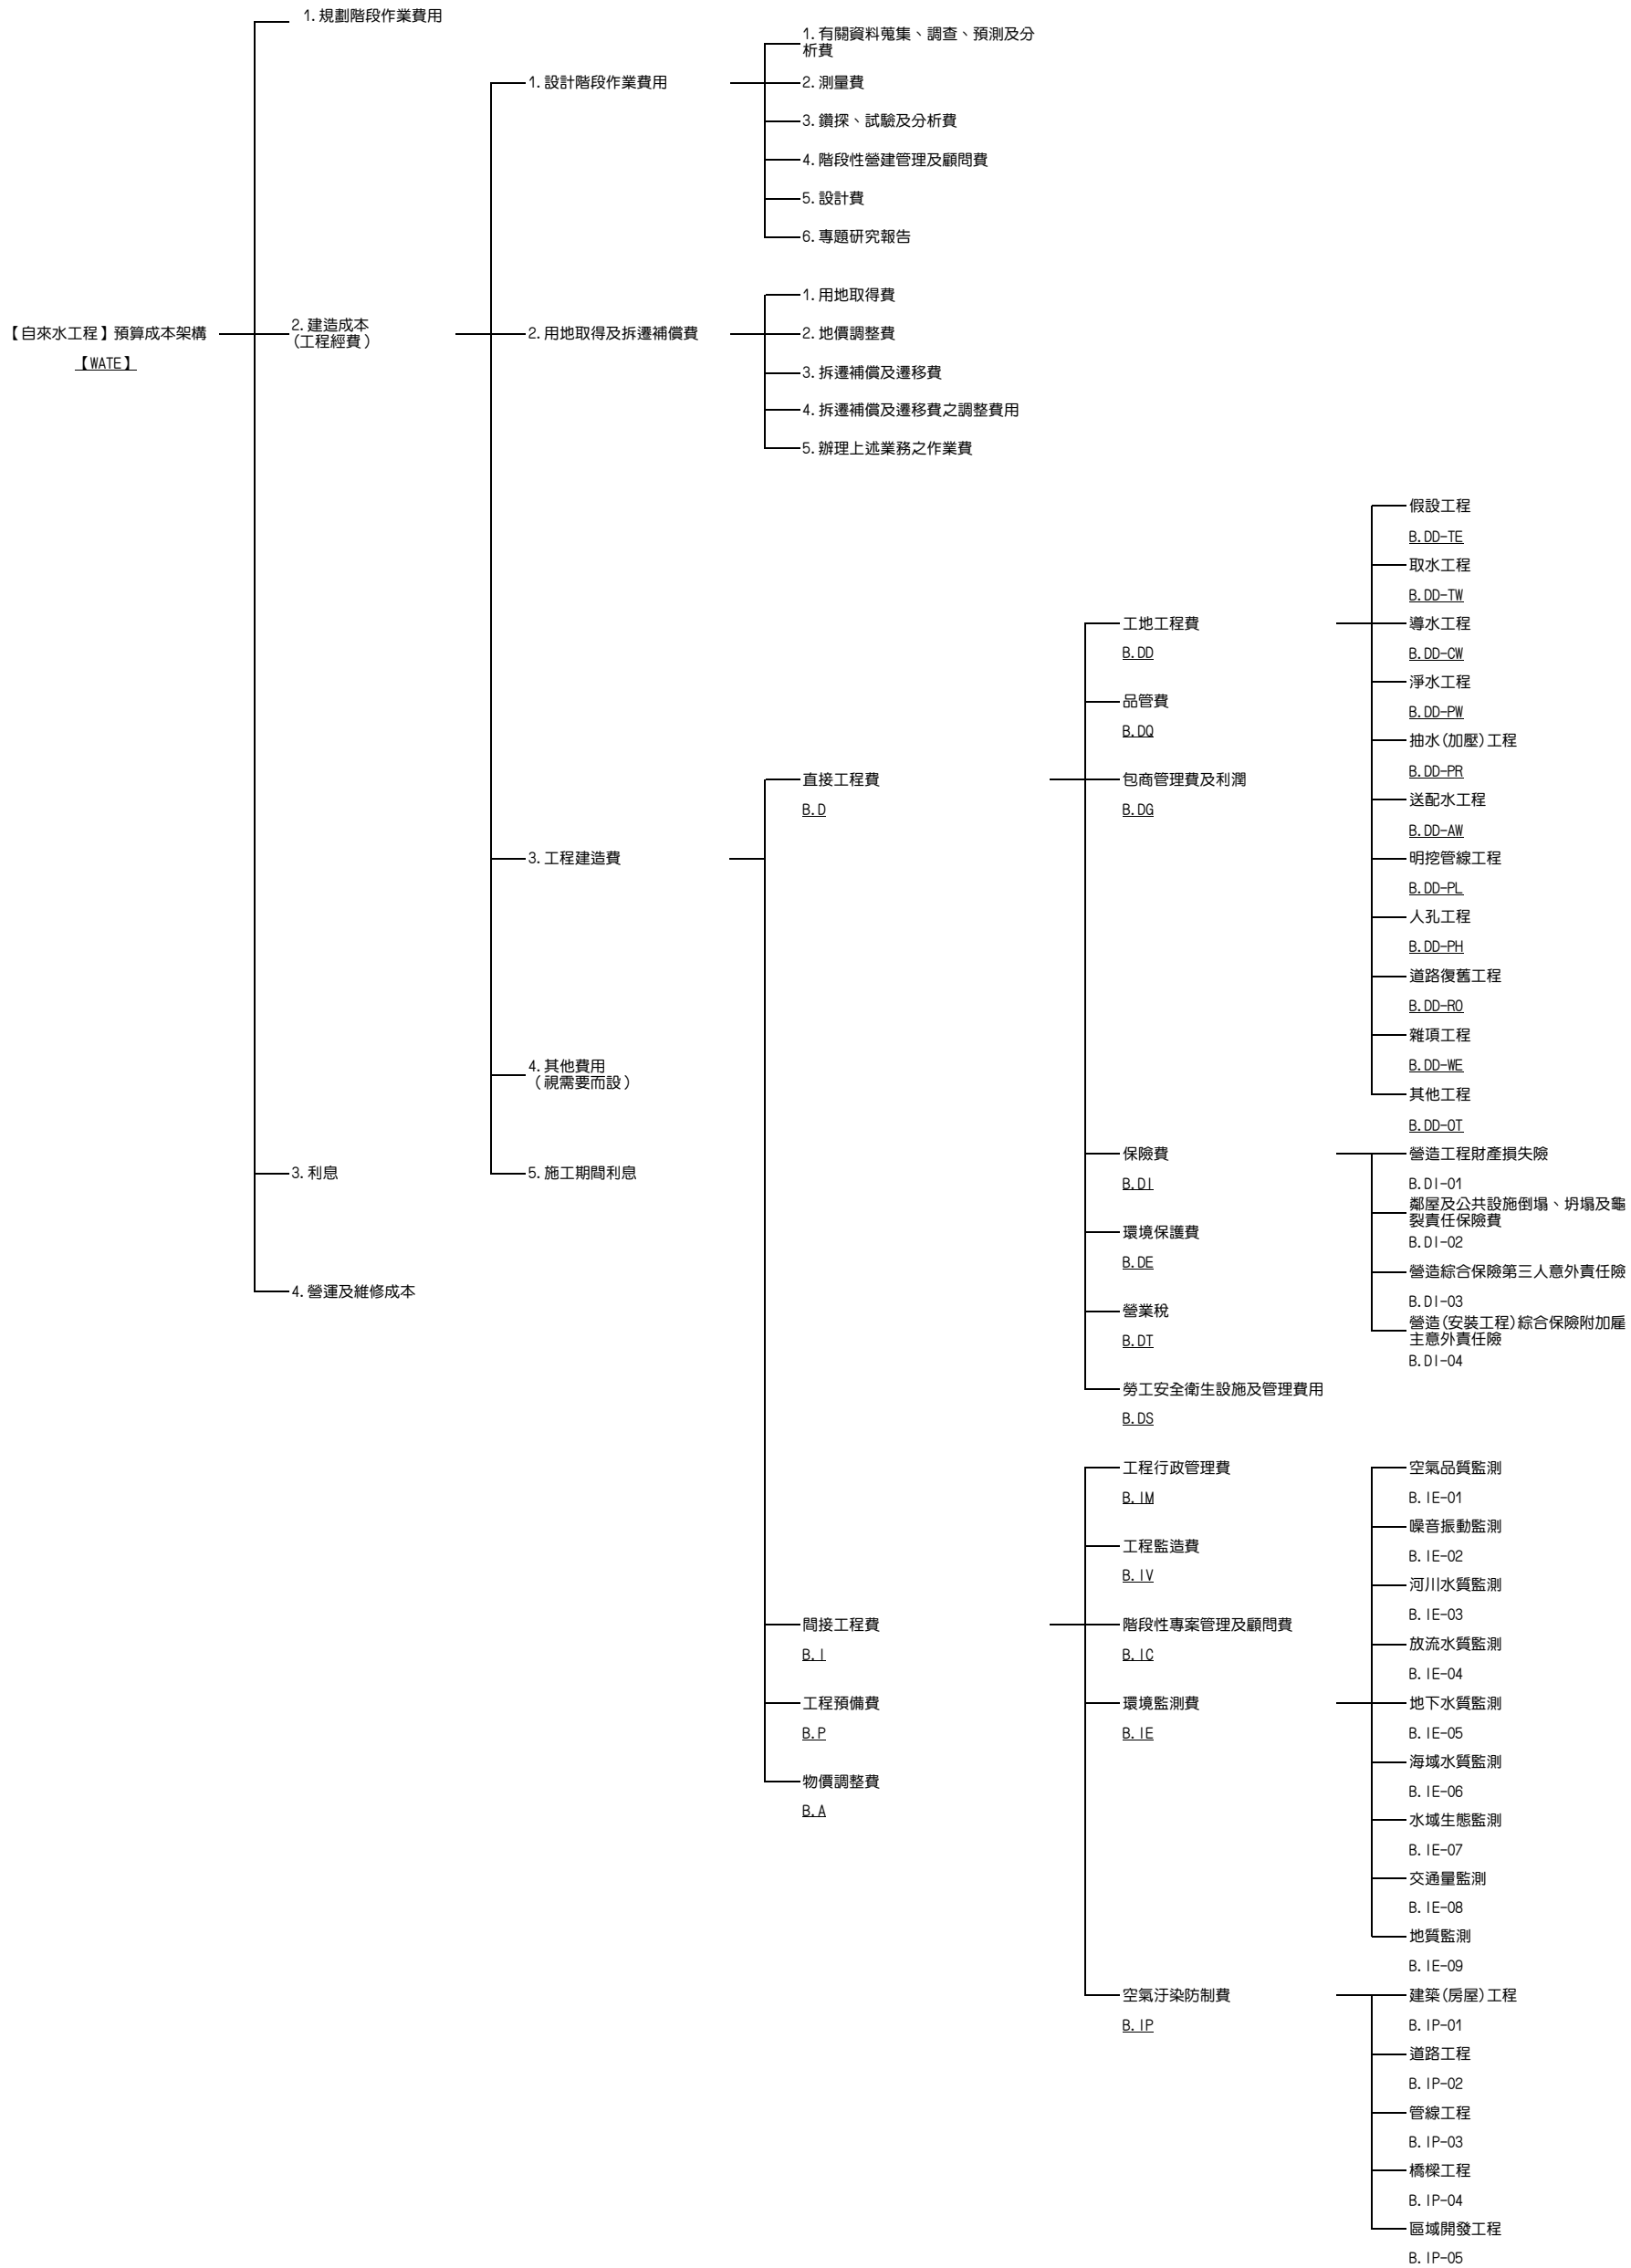 【自來水工程】預算成本架構
【WATE】
1.規劃階段作業費用
2.建造成本
(工程經費)
3.利息
4.營運及維修成本
1.設計階段作業費用
2.用地取得及拆遷補償費
3.工程建造費
4.其他費用
(視需要而設)
5.施工期間利息
1.有關資料蒐集、調查、預測及分
析費
2.測量費
3.鑽探、試驗及分析費
4.階段性營建管理及顧問費
5.設計費
6.專題研究報告
1.用地取得費
2.地價調整費
3.拆遷補償及遷移費
4.拆遷補償及遷移費之調整費用
5.辦理上述業務之作業費
直接工程費
B.D
間接工程費
B.I
工程預備費
B.P
物價調整費
B.A
工地工程費
B.DD
品管費
B.DQ
包商管理費及利潤
B.DG
保險費
B.DI
環境保護費
B.DE
營業稅
B.DT
勞工安全衛生設施及管理費用
B.DS
工程行政管理費
B.IM
工程監造費
B.IV
階段性專案管理及顧問費
B.IC
環境監測費
B.IE
空氣汙染防制費
B.IP
假設工程
B.DD-TE
取水工程
B.DD-TW
導水工程
B.DD-CW
淨水工程
B.DD-PW
抽水(加壓)工程
B.DD-PR
送配水工程
B.DD-AW
明挖管線工程
B.DD-PL
人孔工程
B.DD-PH
道路復舊工程
B.DD-RO
雜項工程
B.DD-WE
其他工程
B.DD-OT
營造工程財產損失險
B.DI-01
鄰屋及公共設施倒塌、坍塌及龜
裂責任保險費
B.DI-02
營造綜合保險第三人意外責任險
B.DI-03
營造(安裝工程)綜合保險附加雇
主意外責任險
B.DI-04
空氣品質監測
B.IE-01
噪音振動監測
B.IE-02
河川水質監測
B.IE-03
放流水質監測
B.IE-04
地下水質監測
B.IE-05
海域水質監測
B.IE-06
水域生態監測
B.IE-07
交通量監測
B.IE-08
地質監測
B.IE-09
建築(房屋)工程
B.IP-01
道路工程
B.IP-02
管線工程
B.IP-03
橋樑工程
B.IP-04
區域開發工程
B.IP-05